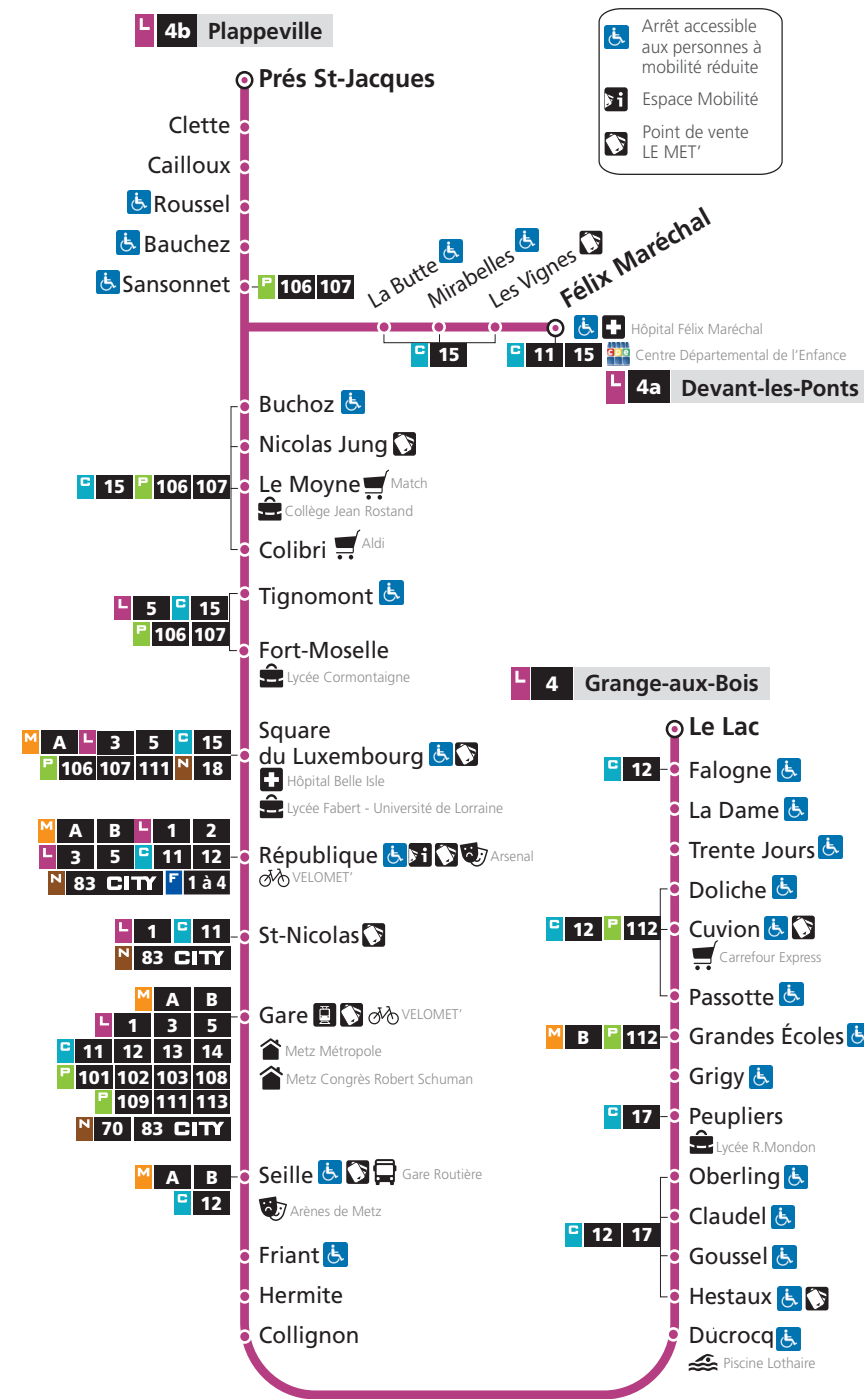 L 4b Plappeville
Arrêt accessible
aux personnes à
mobilité réduite
Espace Mobilité
Point de vente
LE MET'
Prés St-Jacques
Clette
Cailloux
Roussel
Bauchez
Sansonnet P 106 107
La Butte
Mirabelles
Les Vignes
Félix Maréchal
Hôpital Félix Maréchal
C 15
C 11 15
Centre Départemental de l'Enfance
L 4a Devant-les-Ponts
Buchoz
Nicolas Jung
C 15 P 106 107
Le Moyne Match
Collège Jean Rostand
Colibri Aldi
Tignomont
L 5 C 15
P 106 107
Fort-Moselle
Lycée Cormontaigne
Square
du Luxembourg
M A L 3 5 C 15
P 106 107 111 N 18
Hôpital Belle Isle
Lycée Fabert - Université de Lorraine
M A B L 1 2
L 3 5 C 11 12
N 83 CITY F 1 à 4
République Arsenal
VELOMET'
L 1 C 11
N 83 CITY
St-Nicolas
M A B
L 1 3 5
C 11 12 13 14
P 101 102 103 108
P 109 111 113
N 70 83 CITY
Gare VELOMET'
Metz Métropole
Metz Congrès Robert Schuman
M A B
C 12
Seille Gare Routière
Arènes de Metz
Friant
Hermite
Collignon
L 4 Grange-aux-Bois
Le Lac
C 12 Falogne
La Dame
Trente Jours
Doliche
C 12 P 112 Cuvion
Carrefour Express
Passotte
M B P 112 Grandes Écoles
Grigy
C 17 Peupliers
Lycée R.Mondon
Oberling
Claudel
C 12 17
Goussel
Hestaux
Ducrocq
Piscine Lothaire